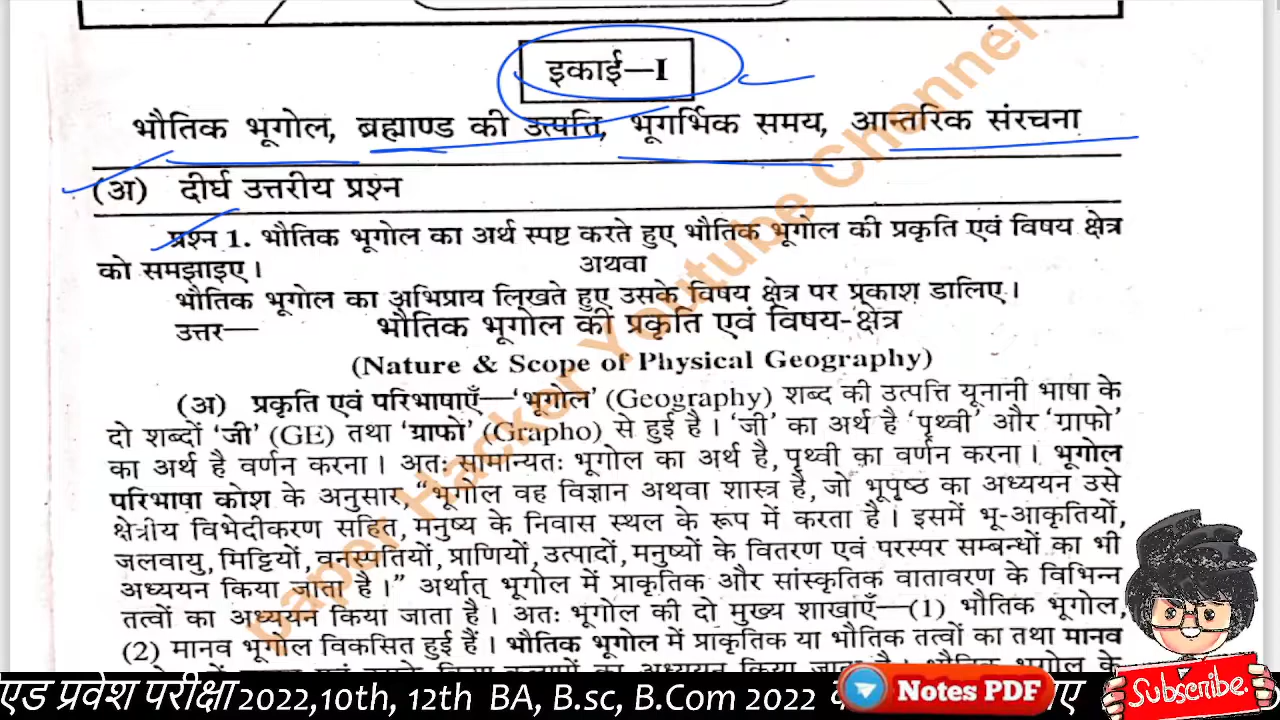 इकाई—I
भौतिक भूगोल, ब्रह्माण्ड की उत्पत्ति, भूगर्भिक समय, आन्तरिक संरचना
(अ) दीर्घ उत्तरीय प्रश्न
प्रश्न 1. भौतिक भूगोल का अर्थ स्पष्ट करते हुए भौतिक भूगोल की प्रकृति एवं विषय क्षेत्र
को समझाइए।
अथवा
भौतिक भूगोल का अभिप्राय लिखते हुए उसके विषय क्षेत्र पर प्रकाश डालिए।
उत्तर— भौतिक भूगोल की प्रकृति एवं विषय-क्षेत्र
(Nature & Scope of Physical Geography)
(अ) प्रकृति एवं परिभाषाएँ—‘भूगोल’ (Geography) शब्द की उत्पत्ति यूनानी भाषा के
दो शब्दों ‘जी’ (GE) तथा ‘ग्राफो’ (Grapho) से हुई है। ‘जी’ का अर्थ है ‘पृथ्वी’ और ‘ग्राफो’
का अर्थ है वर्णन करना। अतः सामान्यतः भूगोल का अर्थ है, पृथ्वी का वर्णन करना। भूगोल
परिभाषा कोश के अनुसार, “भूगोल वह विज्ञान अथवा शास्त्र है, जो भूपृष्ठ का अध्ययन उसे
क्षेत्रीय विभेदीकरण सहित, मनुष्य के निवास स्थल के रूप में करता है। इसमें भू-आकृतियों,
जलवायु, मिट्टियों, वनस्पतियों, प्राणियों, उत्पादों, मनुष्यों के वितरण एवं परस्पर सम्बन्धों का भी
अध्ययन किया जाता है।” अर्थात् भूगोल में प्राकृतिक और सांस्कृतिक वातावरण के विभिन्न
तत्वों का अध्ययन किया जाता है। अतः भूगोल की दो मुख्य शाखाएँ—(1) भौतिक भूगोल,
(2) मानव भूगोल विकसित हुई हैं। भौतिक भूगोल में प्राकृतिक या भौतिक तत्वों का तथा मानव
का अध्ययन किया जाता है। भौतिक भूगोल के
paper Hacker Youtube Chennel
एड प्रवेश परीक्षा 2022,10th, 12th BA, B.sc, B.Com 2022
Notes PDF
Subscribe.